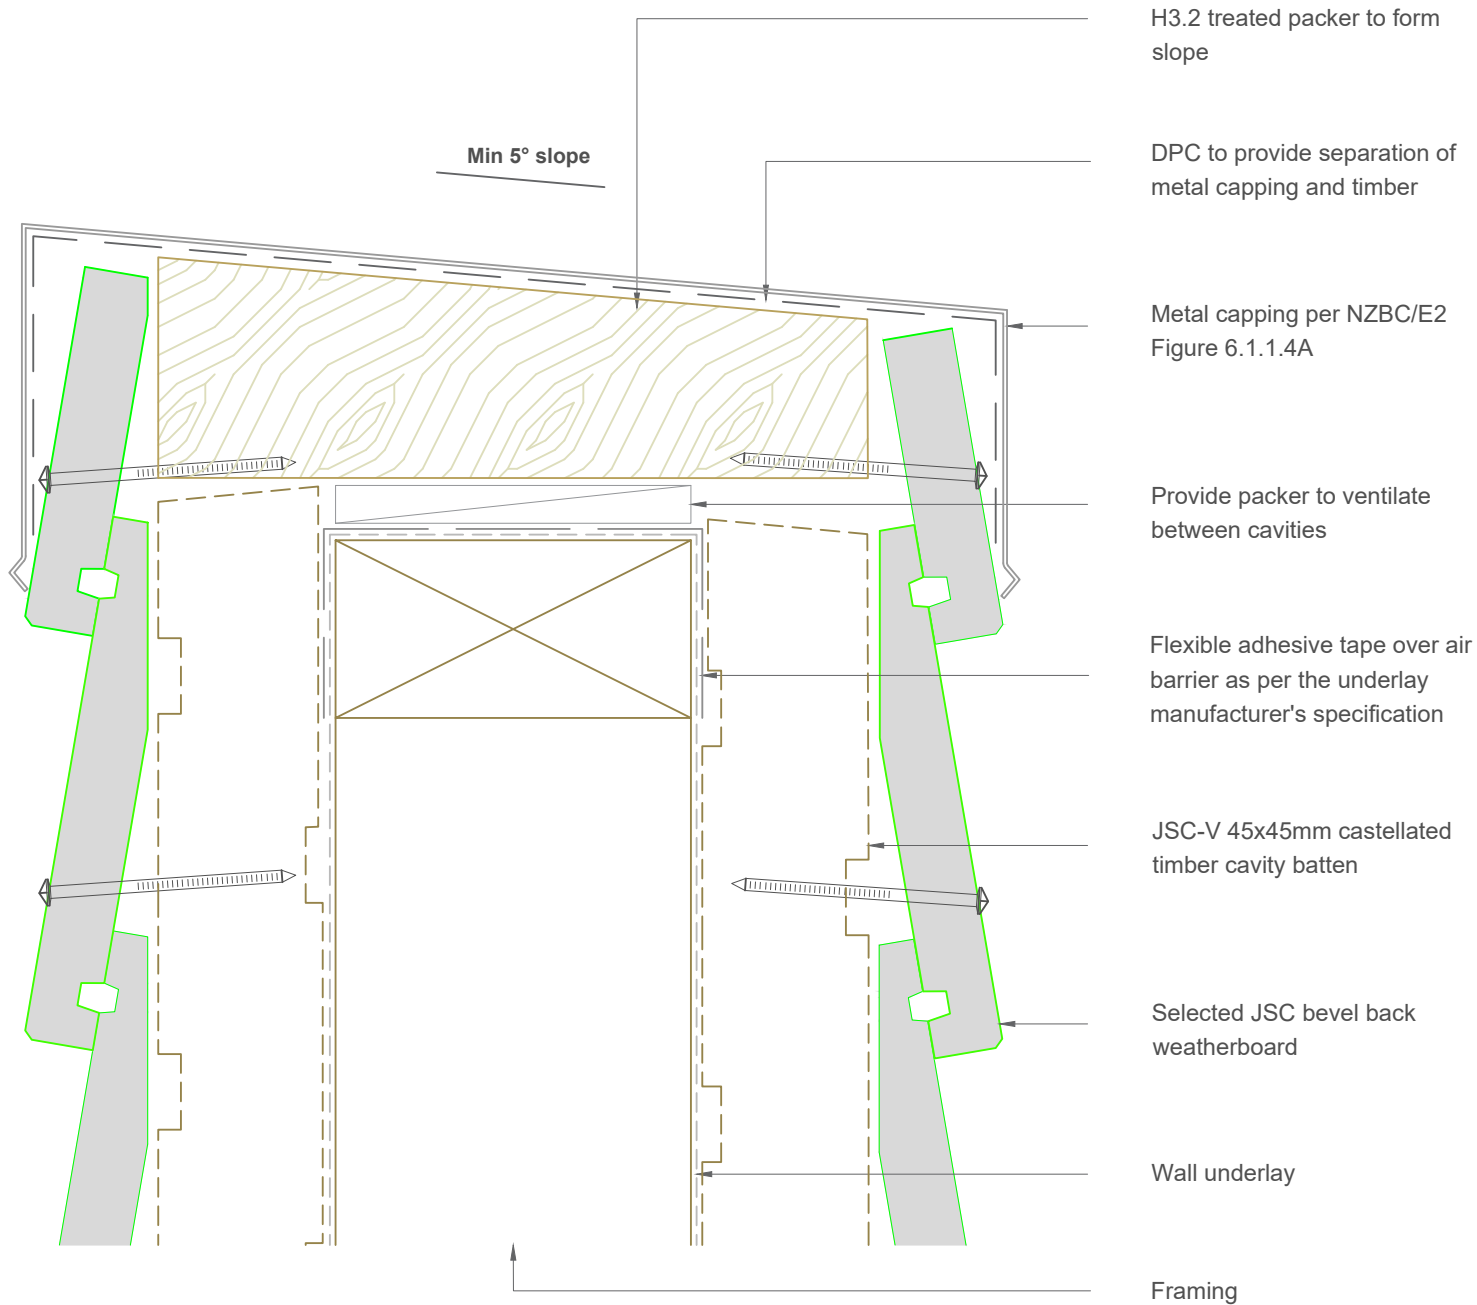 H3.2 treated packer to form
slope
Min 5° slope
DPC to provide separation of
metal capping and timber
Metal capping per NZBC/E2
Figure 6.1.1.4A
Provide packer to ventilate
between cavities
Flexible adhesive tape over air
barrier as per the underlay
manufacturer's specification
JSC-V 45x45mm castellated
timber cavity batten
Selected JSC bevel back
weatherboard
Wall underlay
Framing